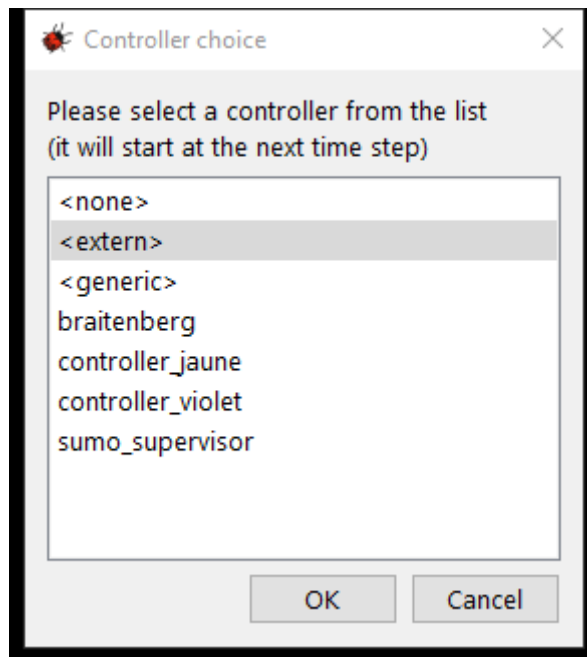 Controller choice
Please select a controller from the list
(it will start at the next time step)
<none>
<extern>
<generic>
braitenberg
controller_jaune
controller_violet
sumo_supervisor
OK
Cancel